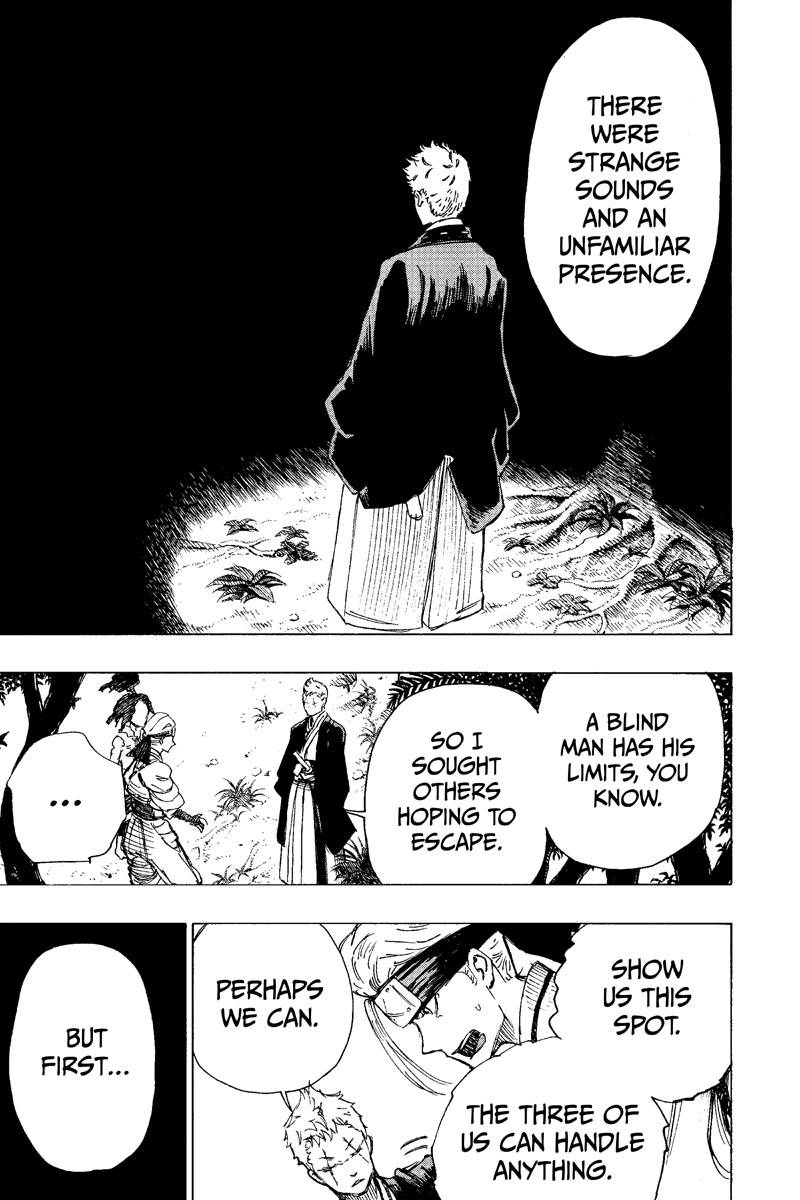 THERE
WERE
STRANGE
SOUNDS
AND AN
UNFAMILIAR
PRESENCE.
A BLIND
MAN HAS HIS
LIMITS, YOU
KNOW.
SO I
SOUGHT
OTHERS
HOPING TO
ESCAPE.
...
SHOW
US THIS
SPOT.
THE THREE OF
US CAN HANDLE
ANYTHING.
PERHAPS
WE CAN.
BUT
FIRST...